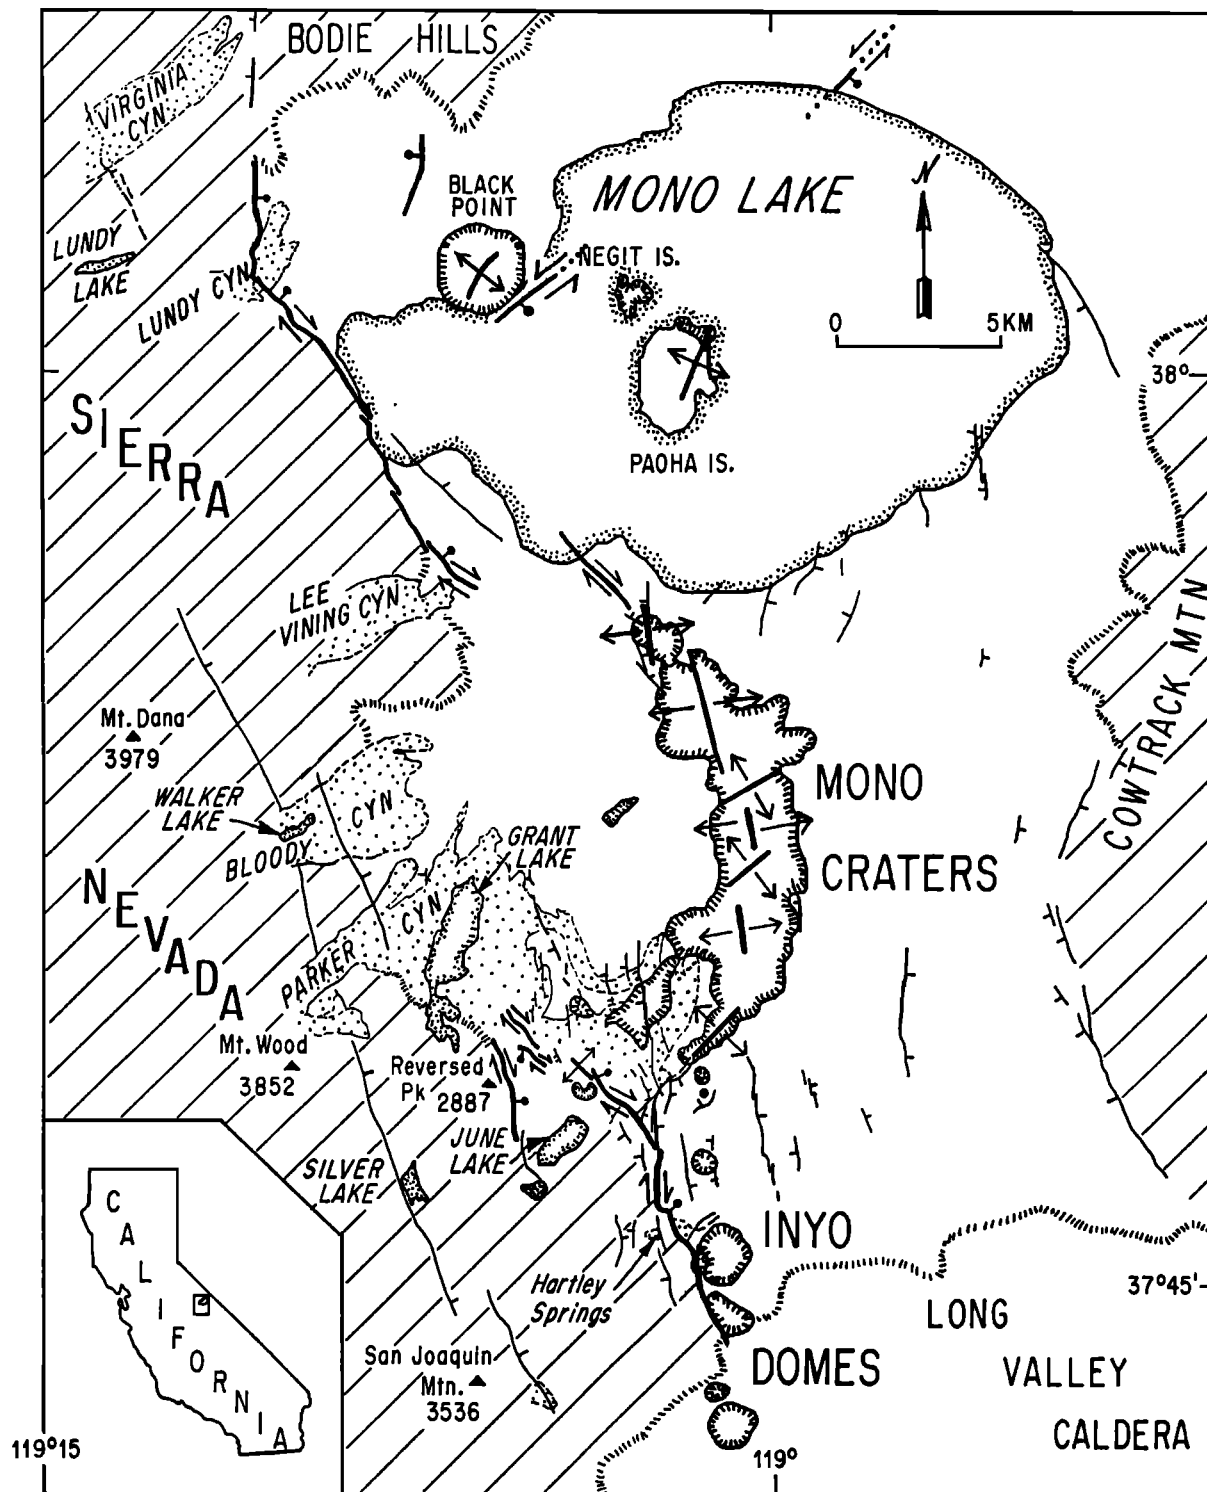 BODIE HILLS
VIRGINIA
CYN
BLACK
POINT
MONO LAKE
N
LUNDY
LAKE
LUNDY CYN
NEGIT IS.
0 5KM
38°
SIERRA
PAOHA IS.
LEE
VINING CYN
COWTRACK MTN
Mt. Dana
3979
MONO
WALKER
LAKE
BLOODY CYN
GRANT
LAKE
CRATERS
NEVADA
PARKER CYN
Mt. Wood
3852
Reversed
Pk 2887
JUNE
LAKE
SILVER
LAKE
CALIFORNIA
INYO
Hartley
Springs
37°45'
LONG
San Joaquin
Mtn.
3536
DOMES
VALLEY
CALDERA
119°15
119°